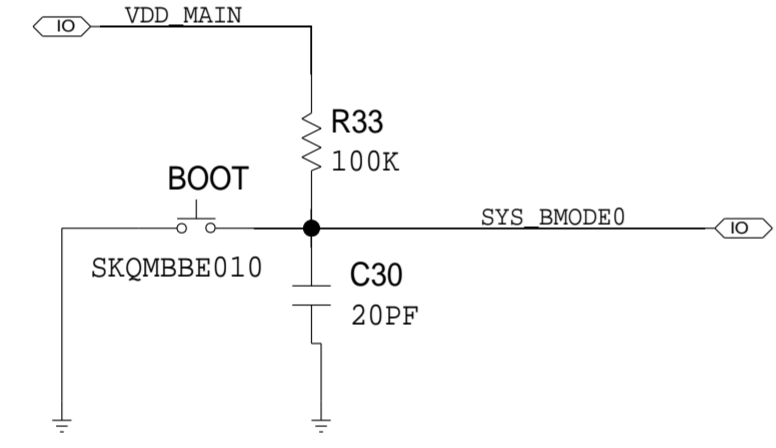 VDD_MAIN
IO
R33
100K
BOOT
SYS_BMODE0
IO
SKQMBBE010
C30
20PF